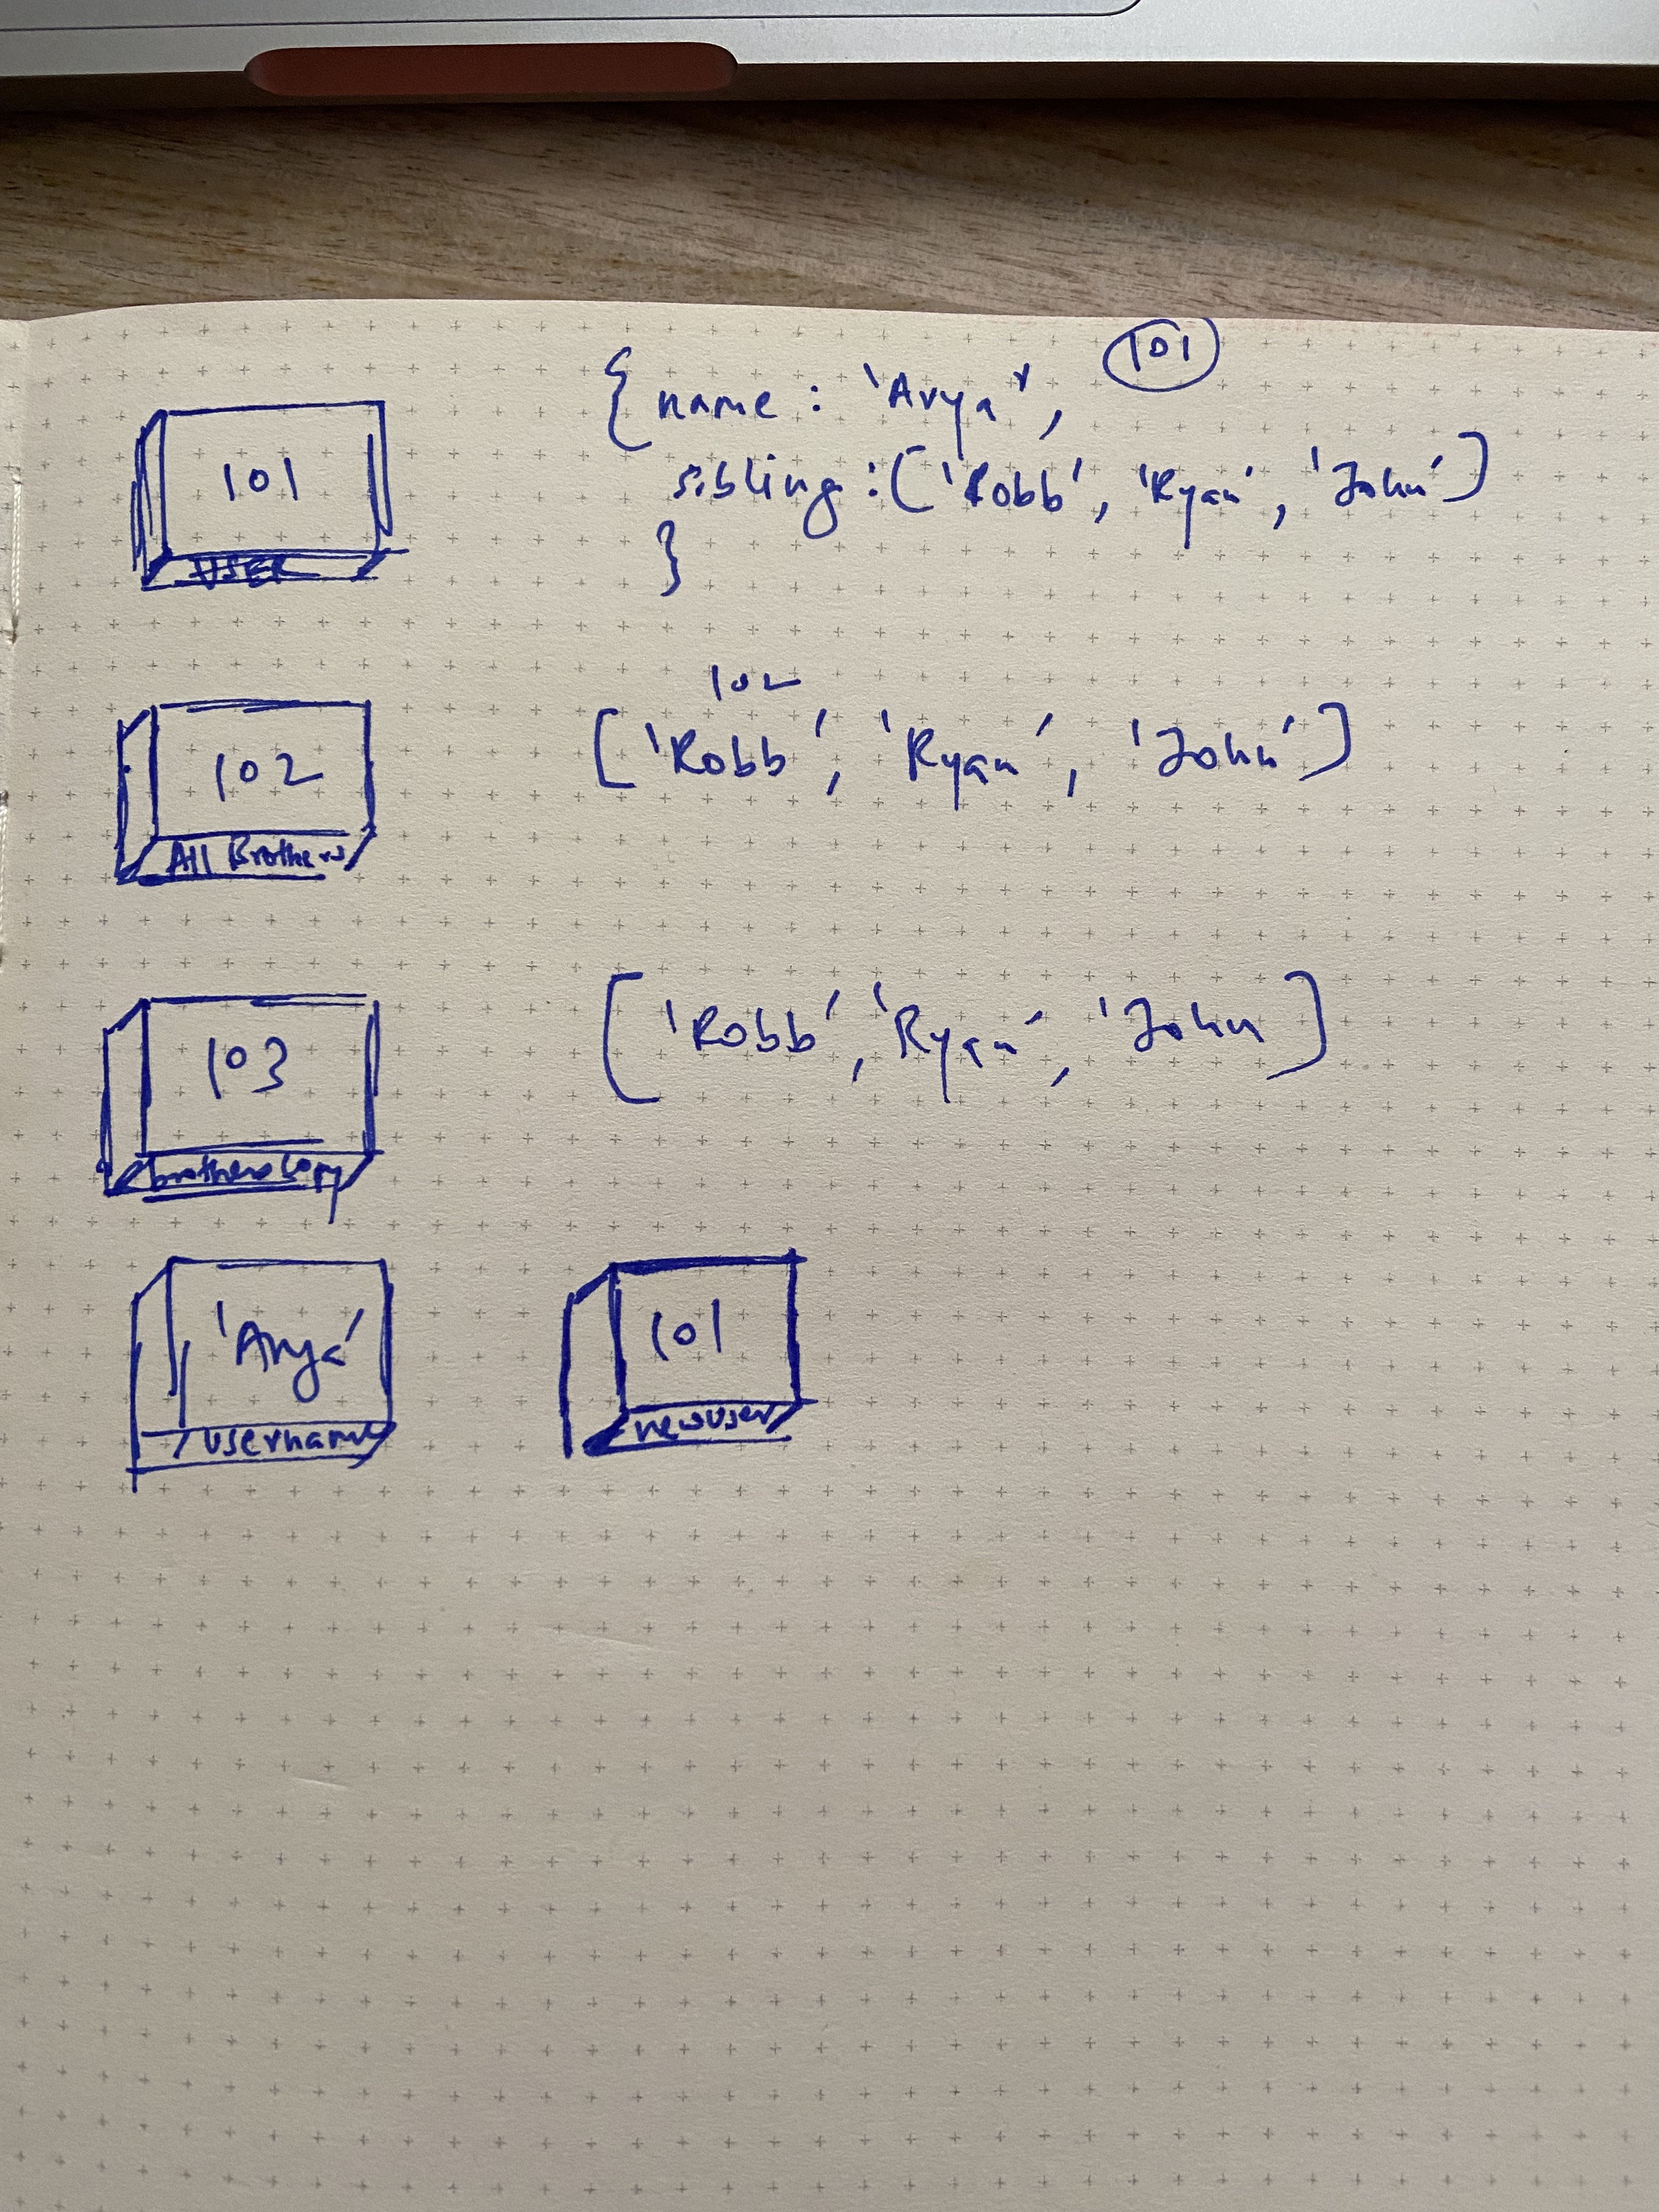 101
{ name : 'Arya',
101
sibling : ['Robb', 'Ryan', 'John']
}
USER
102
['Robb', 'Ryan', 'John']
102
All Brothers
['Robb', 'Ryan', 'John]
103
brothersCopy
'Arya'
101
username
newUser